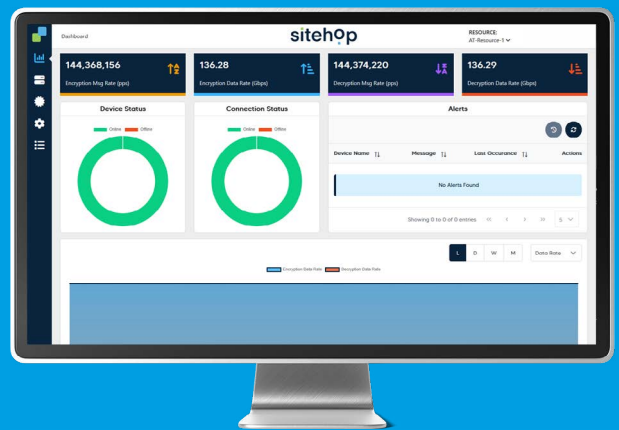 Dashboard
sitehop
RESOURCE:
AT-Resource-1
144,368,156
Encryption Msg Rate (pps)
136.28
Encryption Data Rate (Gbps)
144,374,220
Decryption Msg Rate (pps)
136.29
Decryption Data Rate (Gbps)
Device Status
Online Offline
Connection Status
Online Offline
Alerts
Device Name Message Last Occurance Actions
No Alerts Found
Showing 0 to 0 of 0 entries 6
L D W M Data Rate
Encryption Data Rate Decryption Data Rate